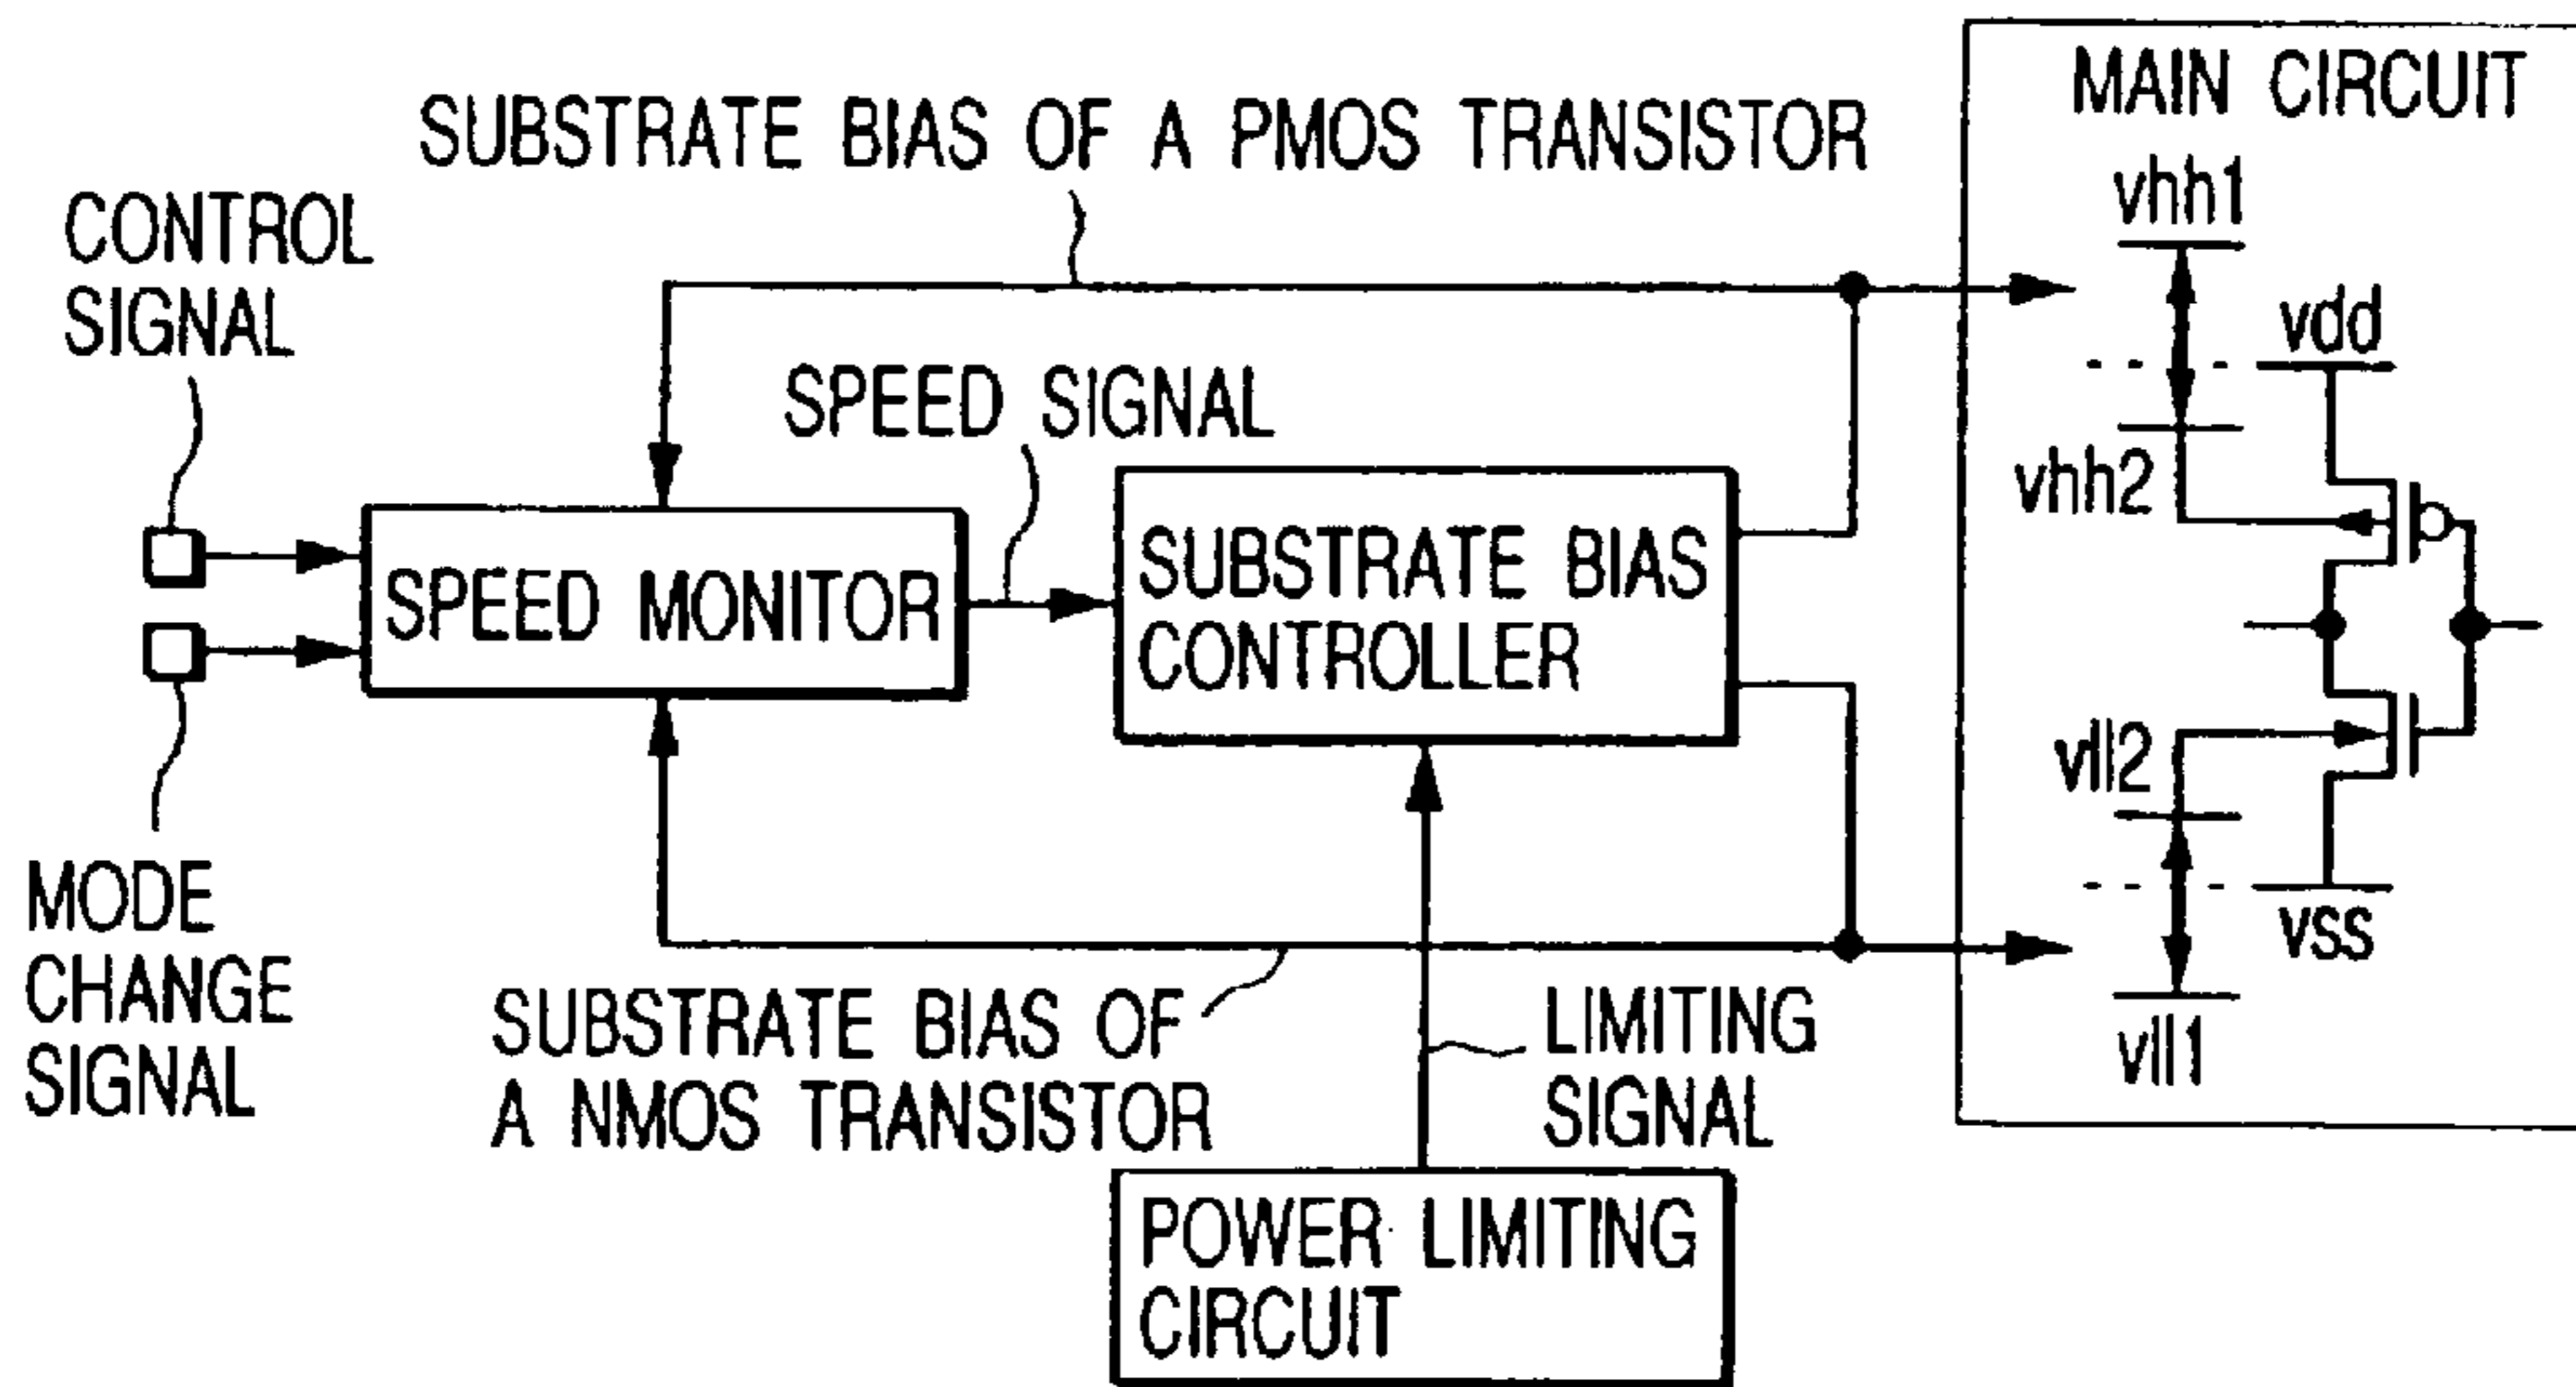 MAIN CIRCUIT
SUBSTRATE BIAS OF A PMOS TRANSISTOR
CONTROL
SIGNAL
vhh1
vdd
SPEED SIGNAL
vhh2
SPEED MONITOR
SUBSTRATE BIAS
CONTROLLER
vll2
MODE
CHANGE
SIGNAL
vss
SUBSTRATE BIAS OF
A NMOS TRANSISTOR
LIMITING
SIGNAL
vll1
POWER LIMITING
CIRCUIT